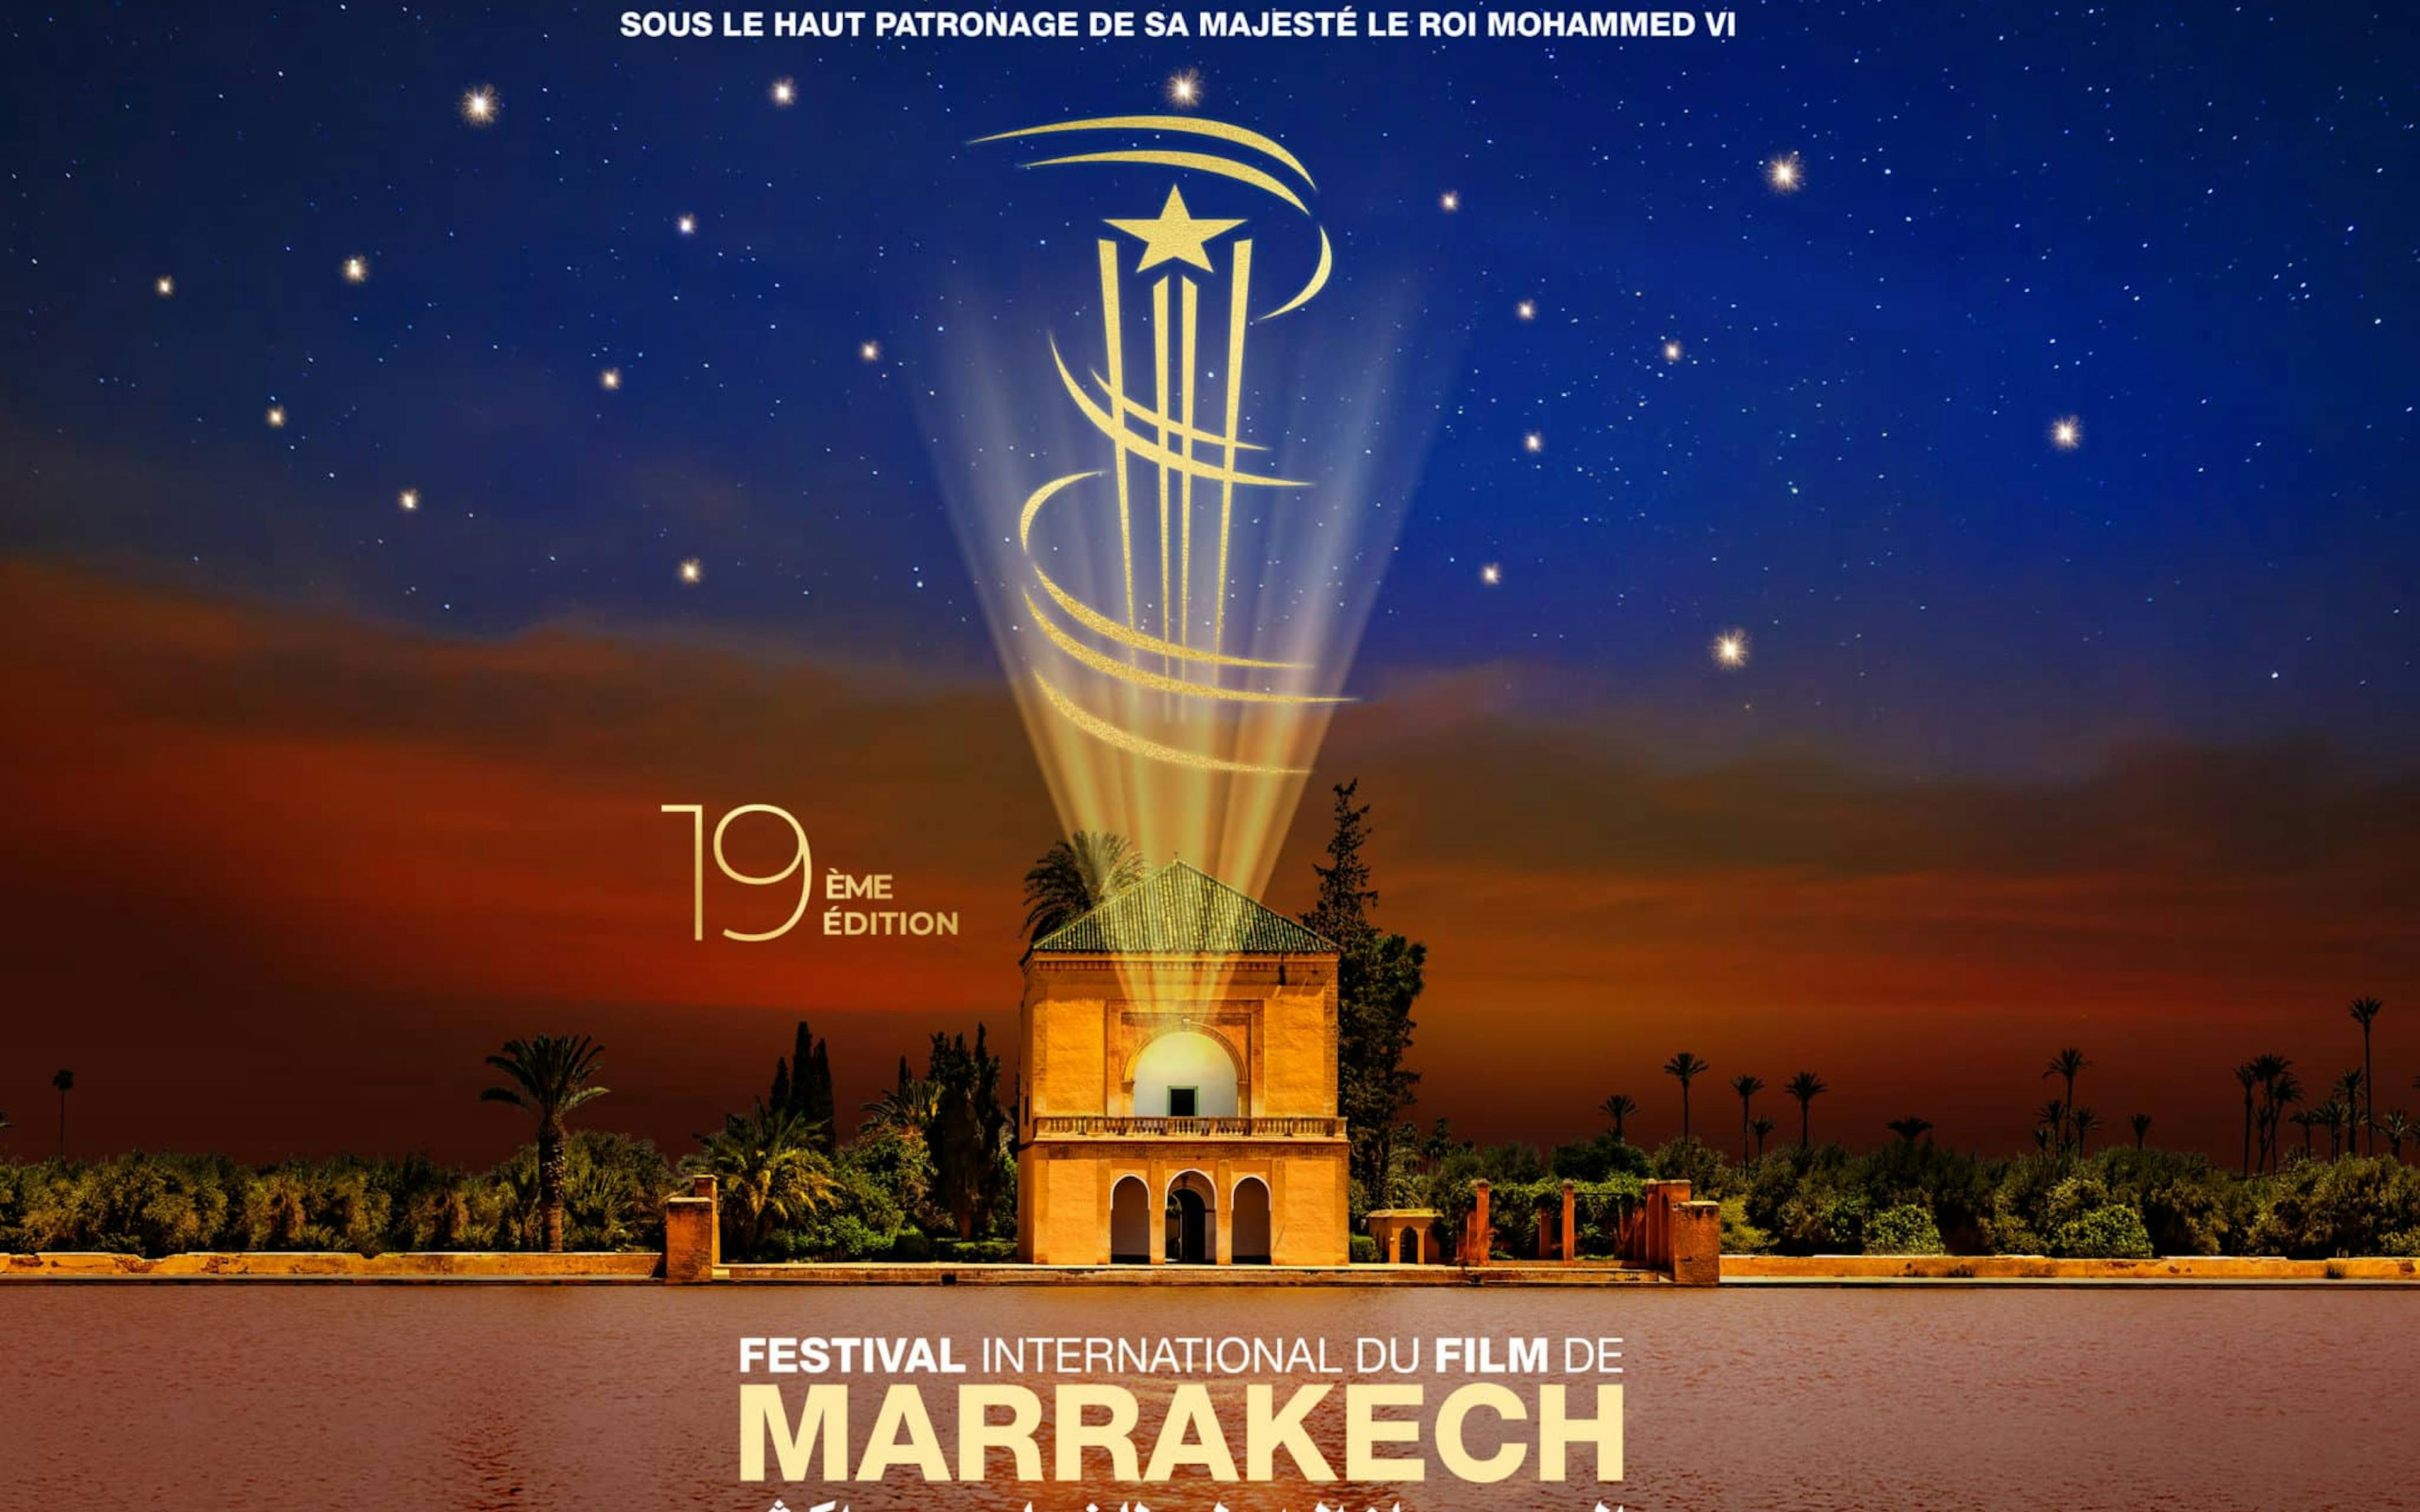 SOUS LE HAUT PATRONAGE DE SA MAJESTÉ LE ROI MOHAMMED VI
19 ÈME
ÉDITION
FESTIVAL INTERNATIONAL DU FILM DE
MARRAKECH